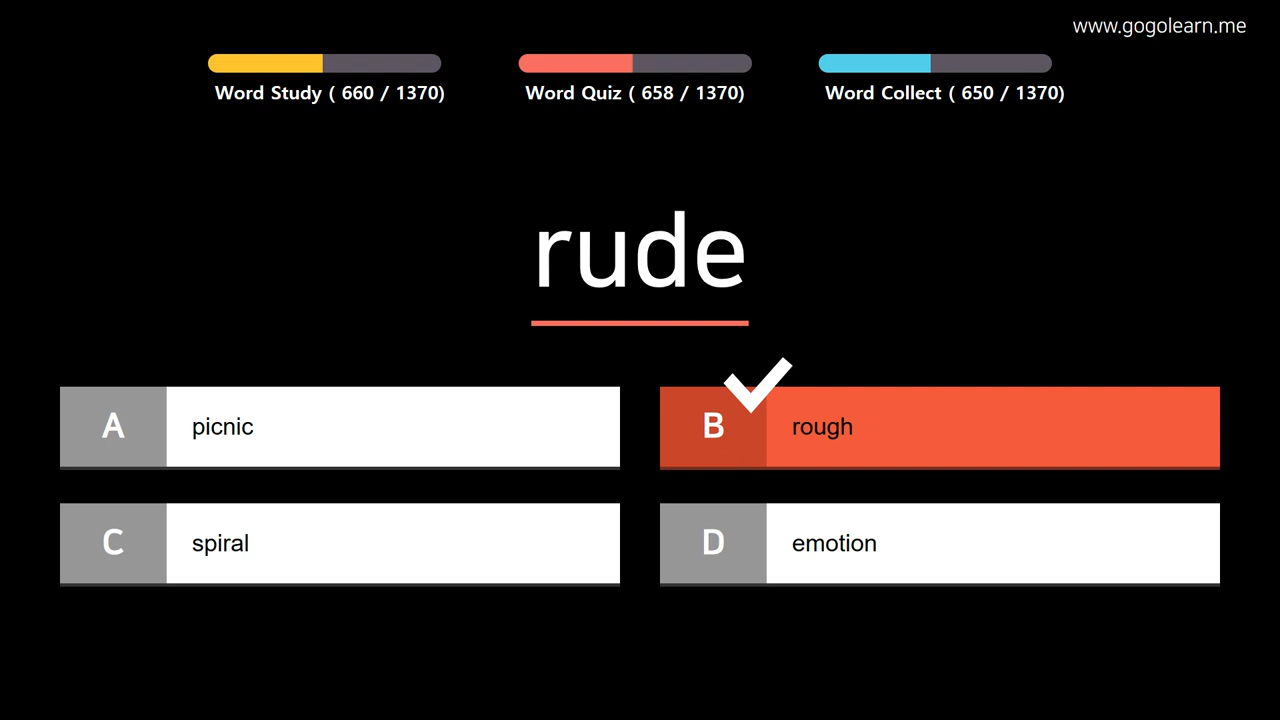 www.gogolearn.me
Word Study ( 660 / 1370)
Word Quiz ( 658 / 1370)
Word Collect ( 650 / 1370)
rude
A
picnic
B
rough
C
spiral
D
emotion